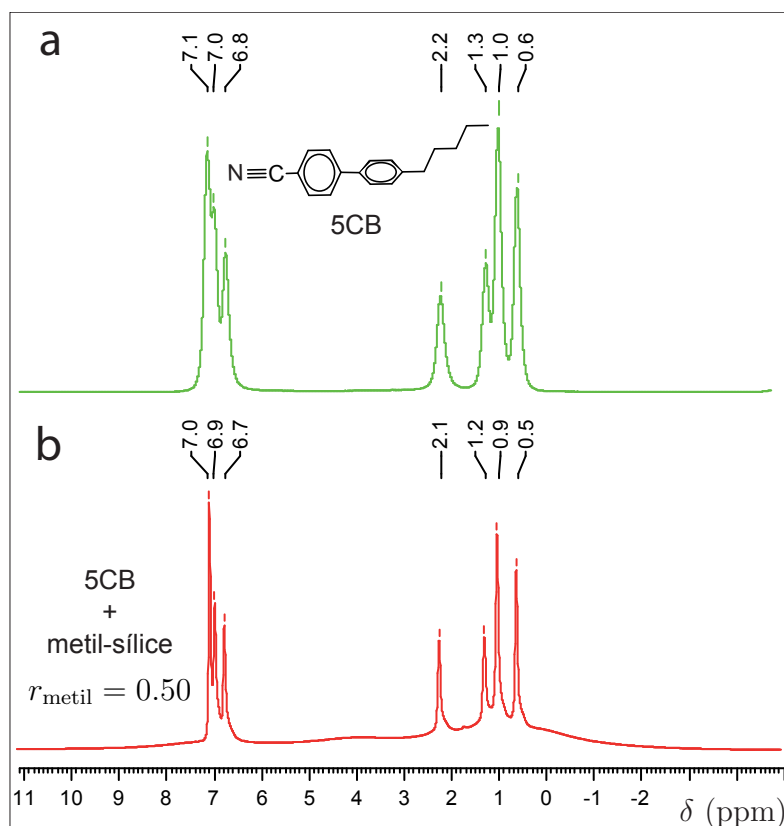 a
7.1 7.0 6.8 2.2 1.3 1.0 0.6
N≡C
5CB
b
7.0 6.9 6.7 2.1 1.2 0.9 0.5
5CB
+
metil-sílice
r_metil = 0.50
11 10 9 8 7 6 5 4 3 2 1 0 -1 -2
δ (ppm)